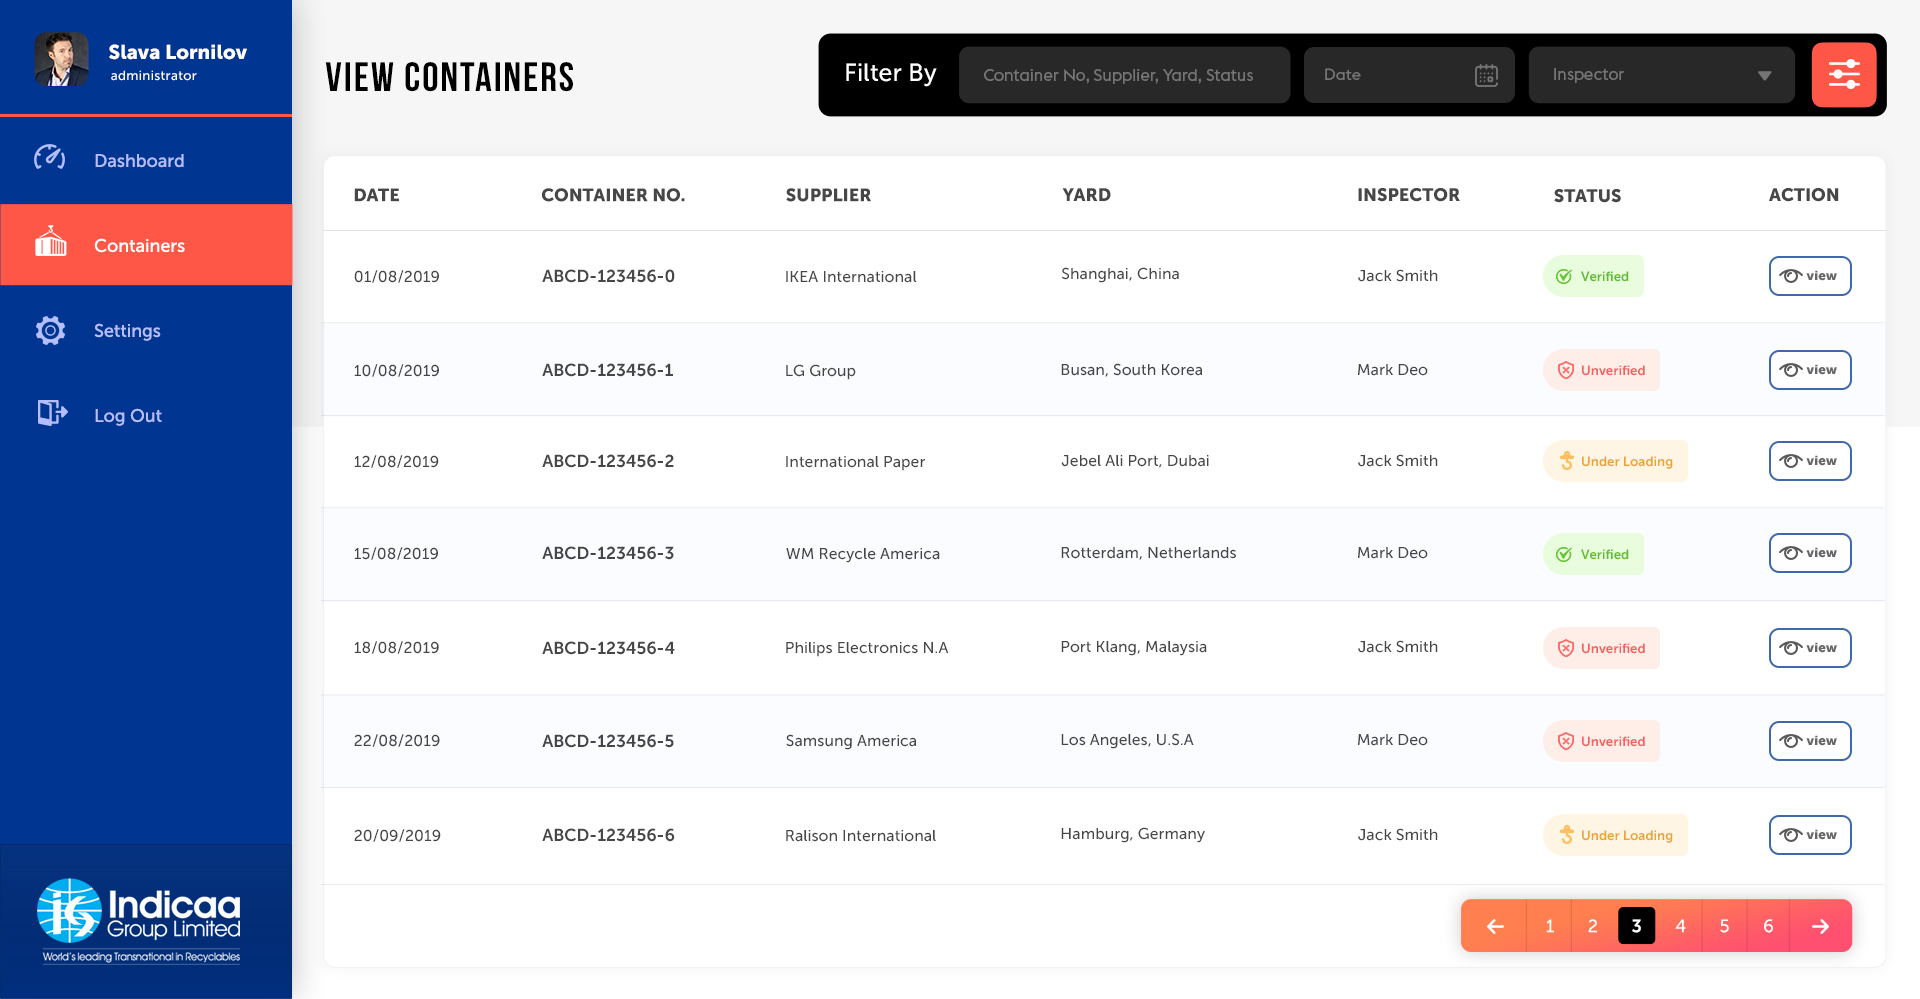 Slava Lornilov
administrator
Dashboard
Containers
Settings
Log Out
Indicaa
Group Limited
World's leading Transnational in Recyclables
VIEW CONTAINERS
Filter By Container No, Supplier, Yard, Status Date Inspector
DATE CONTAINER NO. SUPPLIER YARD INSPECTOR STATUS ACTION
01/08/2019 ABCD-123456-0 IKEA International Shanghai, China Jack Smith Verified view
10/08/2019 ABCD-123456-1 LG Group Busan, South Korea Mark Deo Unverified view
12/08/2019 ABCD-123456-2 International Paper Jebel Ali Port, Dubai Jack Smith Under Loading view
15/08/2019 ABCD-123456-3 WM Recycle America Rotterdam, Netherlands Mark Deo Verified view
18/08/2019 ABCD-123456-4 Philips Electronics N.A Port Klang, Malaysia Jack Smith Unverified view
22/08/2019 ABCD-123456-5 Samsung America Los Angeles, U.S.A Mark Deo Unverified view
20/09/2019 ABCD-123456-6 Ralison International Hamburg, Germany Jack Smith Under Loading view
1 2 3 4 5 6